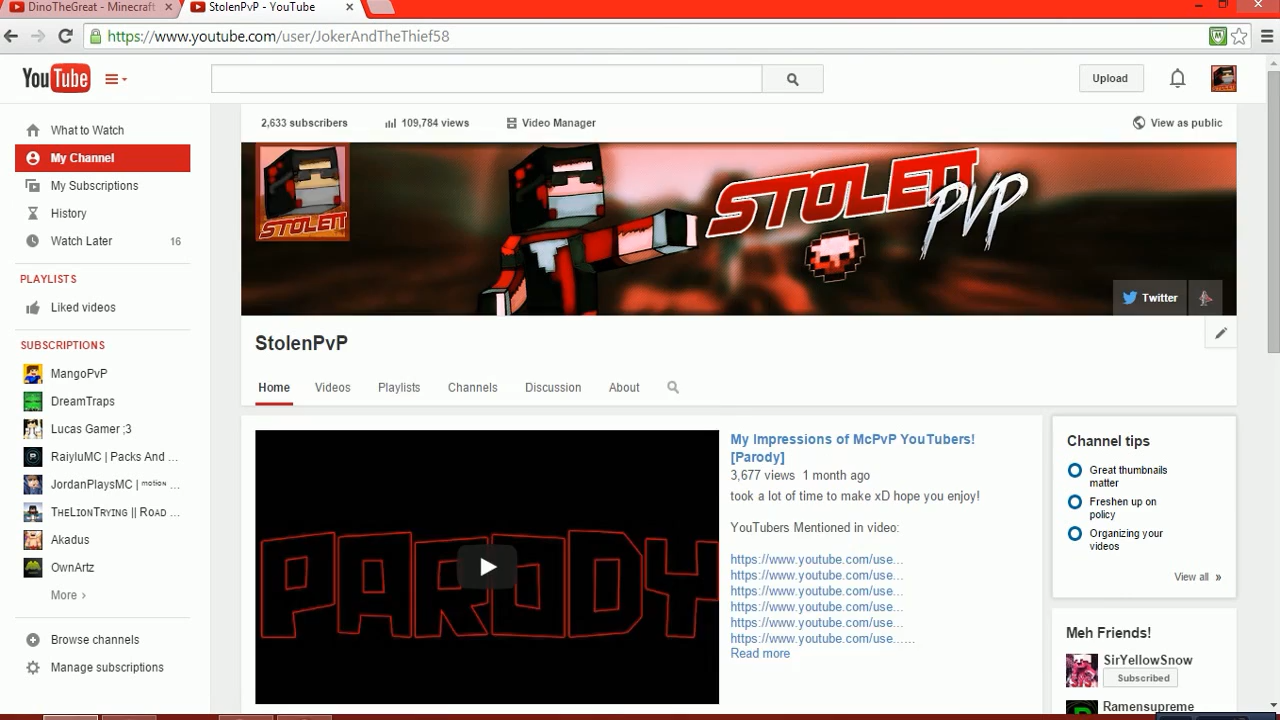 DinoTheGreat - Minecraft
StolenPvP - YouTube
https://www.youtube.com/user/JokerAndTheThief58
YouTube
Upload
What to Watch
My Channel
My Subscriptions
History
Watch Later 16
PLAYLISTS
Liked videos
SUBSCRIPTIONS
MangoPvP
DreamTraps
Lucas Gamer ;3
RaiyluMC | Packs And ...
JordanPlaysMC | ᵐᵒᵗⁱᵒⁿ ...
TʜᴇLɪᴏɴTʀʏɪɴɢ || Rᴏᴀᴅ ...
Akadus
OwnArtz
More ›
Browse channels
Manage subscriptions
2,633 subscribers 109,784 views Video Manager View as public
STOLEN
STOLEN
PVP
Twitter
StolenPvP
Home Videos Playlists Channels Discussion About
PARODY
My Impressions of McPvP YouTubers!
[Parody]
3,677 views 1 month ago
took a lot of time to make xD hope you enjoy!
YouTubers Mentioned in video:
https://www.youtube.com/use...
https://www.youtube.com/use...
https://www.youtube.com/use...
https://www.youtube.com/use...
https://www.youtube.com/use...
https://www.youtube.com/use......
Read more
Channel tips
Great thumbnails
matter
Freshen up on
policy
Organizing your
videos
View all »
Meh Friends!
SirYellowSnow
Subscribed
Ramensupreme